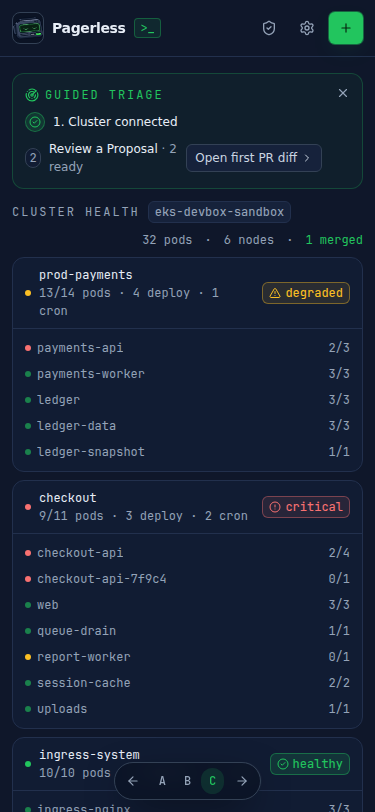 Pagerless >_
GUIDED TRIAGE
1. Cluster connected
2 Review a Proposal · 2 ready
Open first PR diff
CLUSTER HEALTH eks-devbox-sandbox
32 pods · 6 nodes · 1 merged
prod-payments
13/14 pods · 4 deploy · 1
cron
degraded
payments-api 2/3
payments-worker 3/3
ledger 3/3
ledger-data 3/3
ledger-snapshot 1/1
checkout
9/11 pods · 3 deploy · 2 cron
critical
checkout-api 2/4
checkout-api-7f9c4 0/1
web 3/3
queue-drain 1/1
report-worker 0/1
session-cache 2/2
uploads 1/1
ingress-system
10/10 pods
healthy
A B C
ingress-nginx 3/3